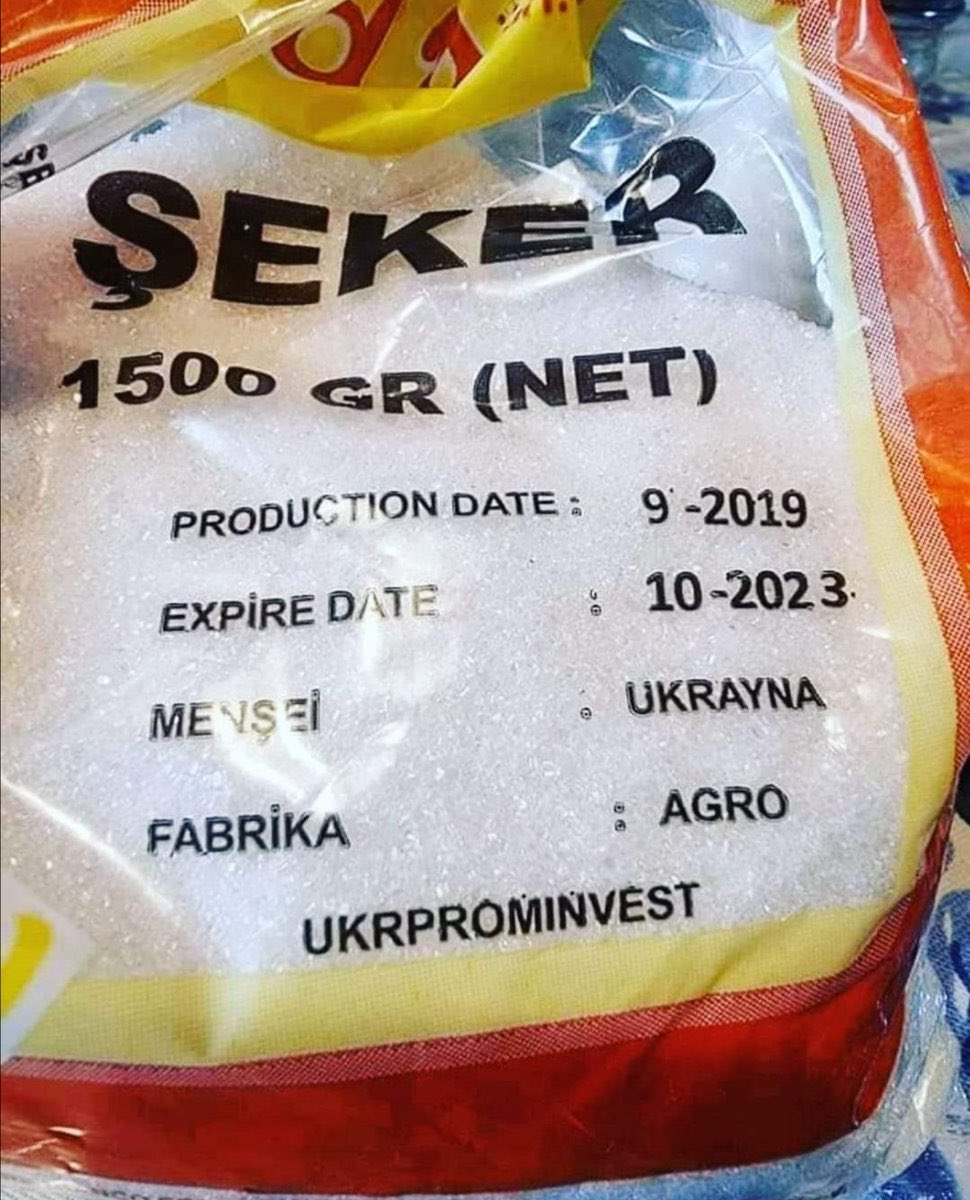 ŞEKER
1500 GR (NET)
PRODUCTION DATE : 9 -2019
EXPİRE DATE : 10-2023
MENŞEİ : UKRAYNA
FABRİKA : AGRO
UKRPROMINVEST